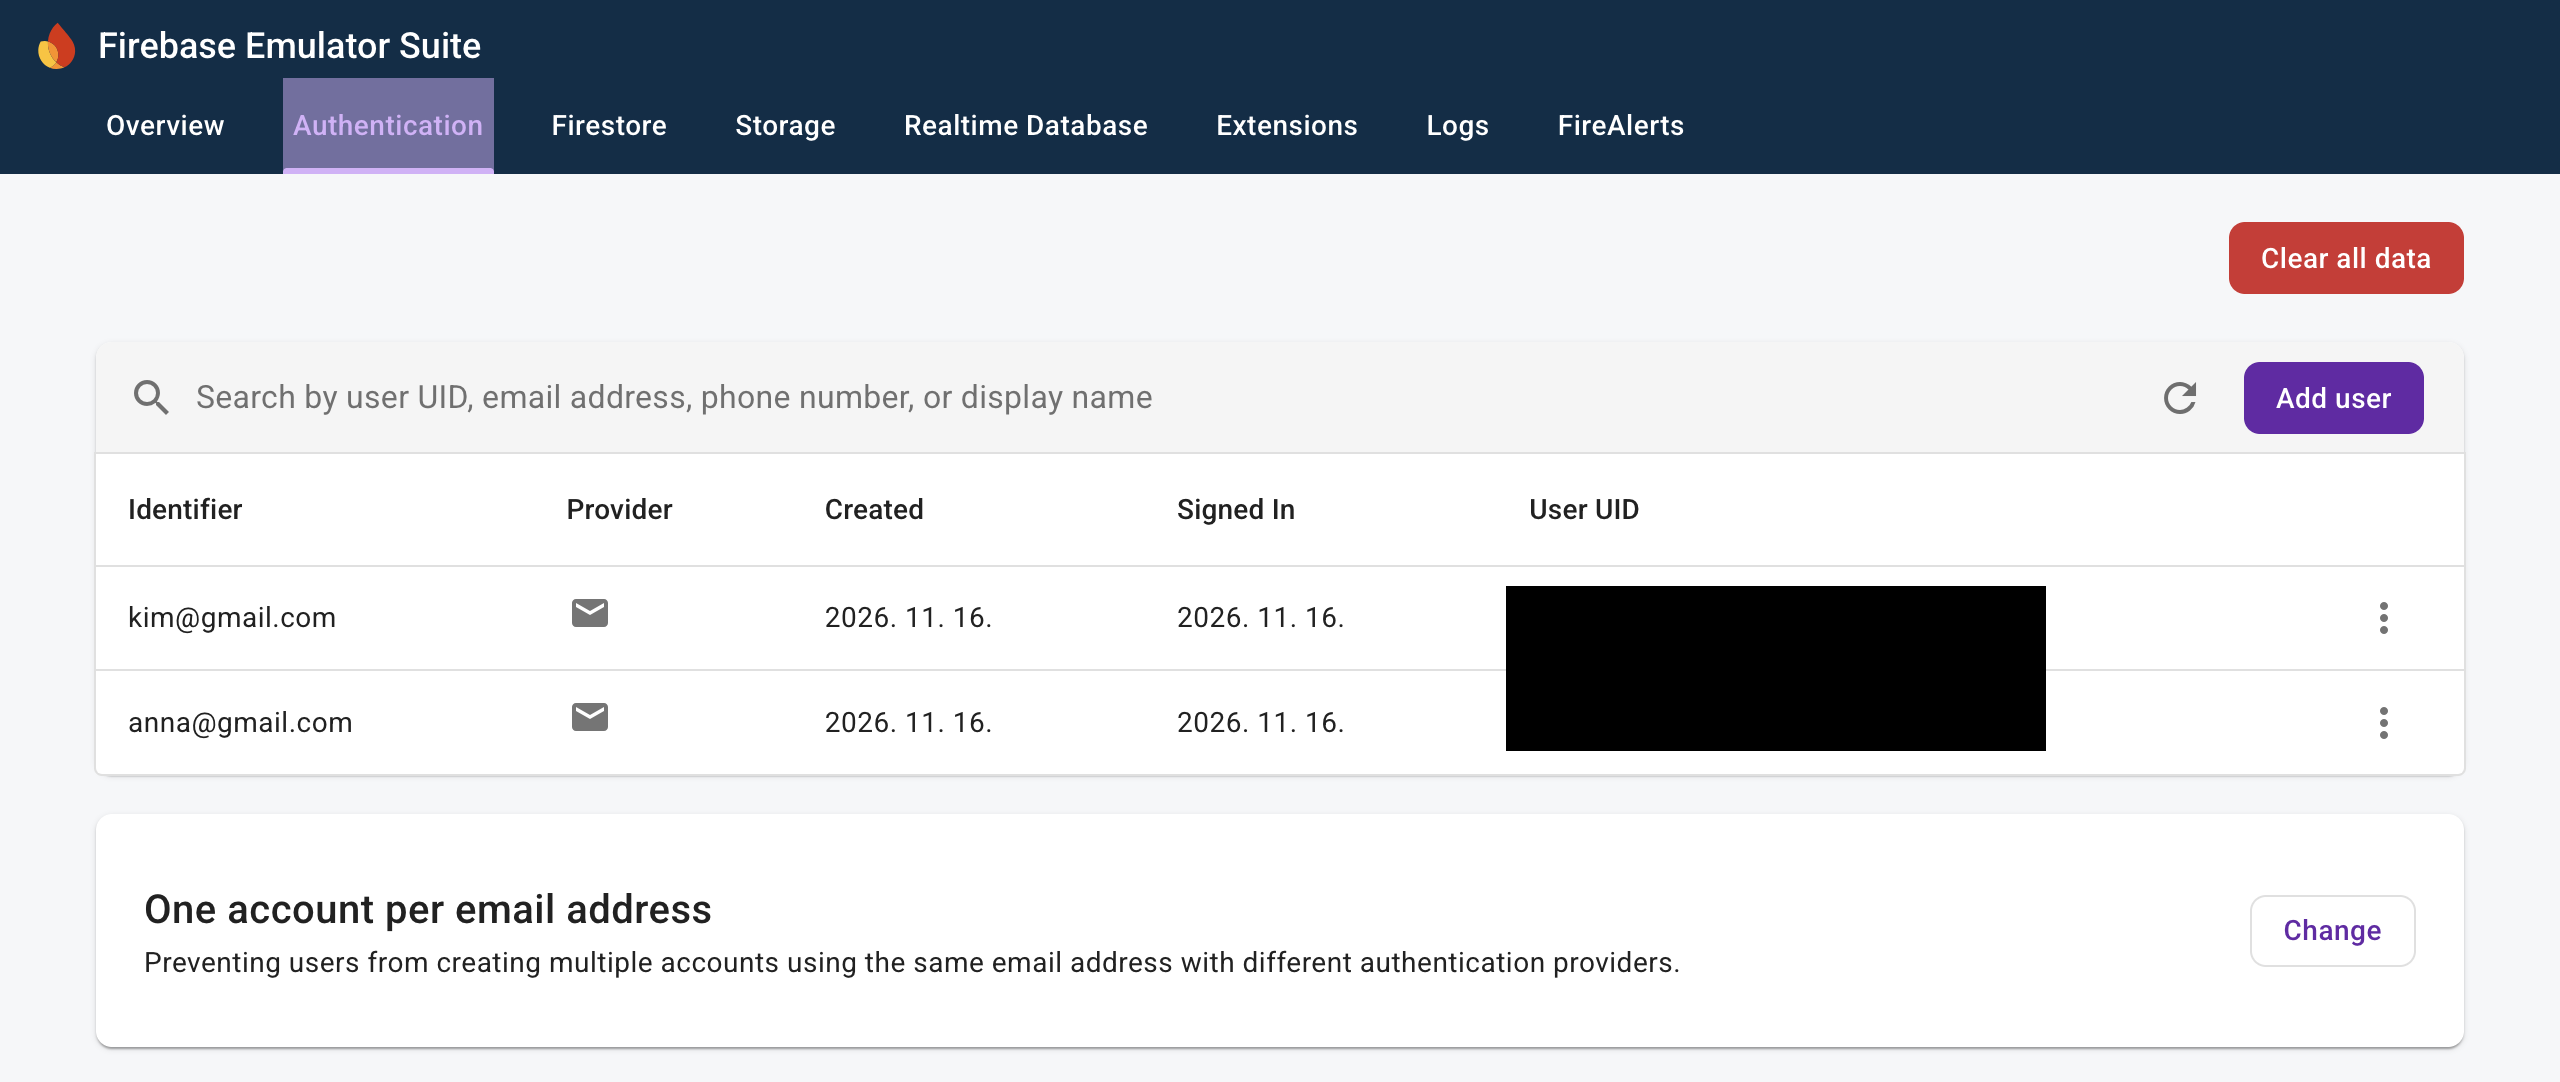 Firebase Emulator Suite
Overview Authentication Firestore Storage Realtime Database Extensions Logs FireAlerts
Clear all data
Search by user UID, email address, phone number, or display name Add user
Identifier Provider Created Signed In User UID
kim@gmail.com 2026. 11. 16. 2026. 11. 16.
anna@gmail.com 2026. 11. 16. 2026. 11. 16.
One account per email address
Preventing users from creating multiple accounts using the same email address with different authentication providers.
Change